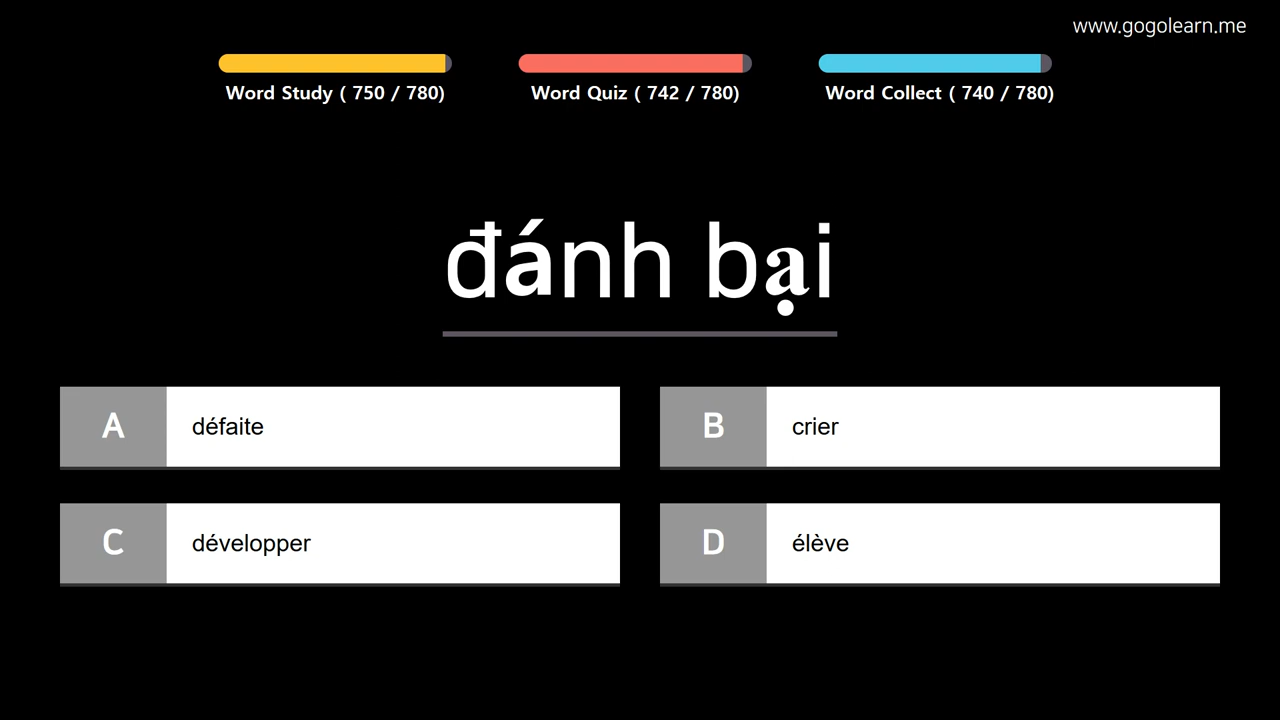 www.gogolearn.me
Word Study ( 750 / 780)
Word Quiz ( 742 / 780)
Word Collect ( 740 / 780)
đánh bại
A
défaite
B
crier
C
développer
D
élève